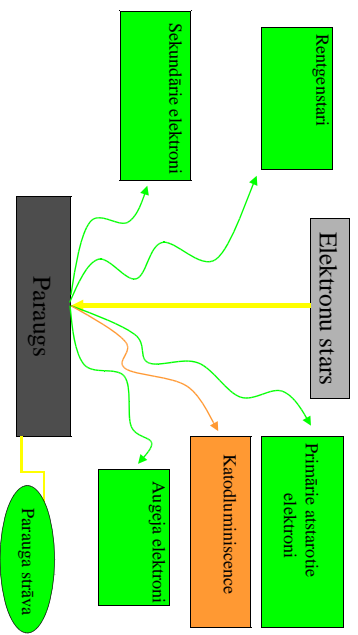 Elektronu stars
Rentgenstari
Primārie atstarotie
elektroni
Sekundārie elektroni
Katodluminiscence
Augeja elektroni
Paraugs
Parauga strāva